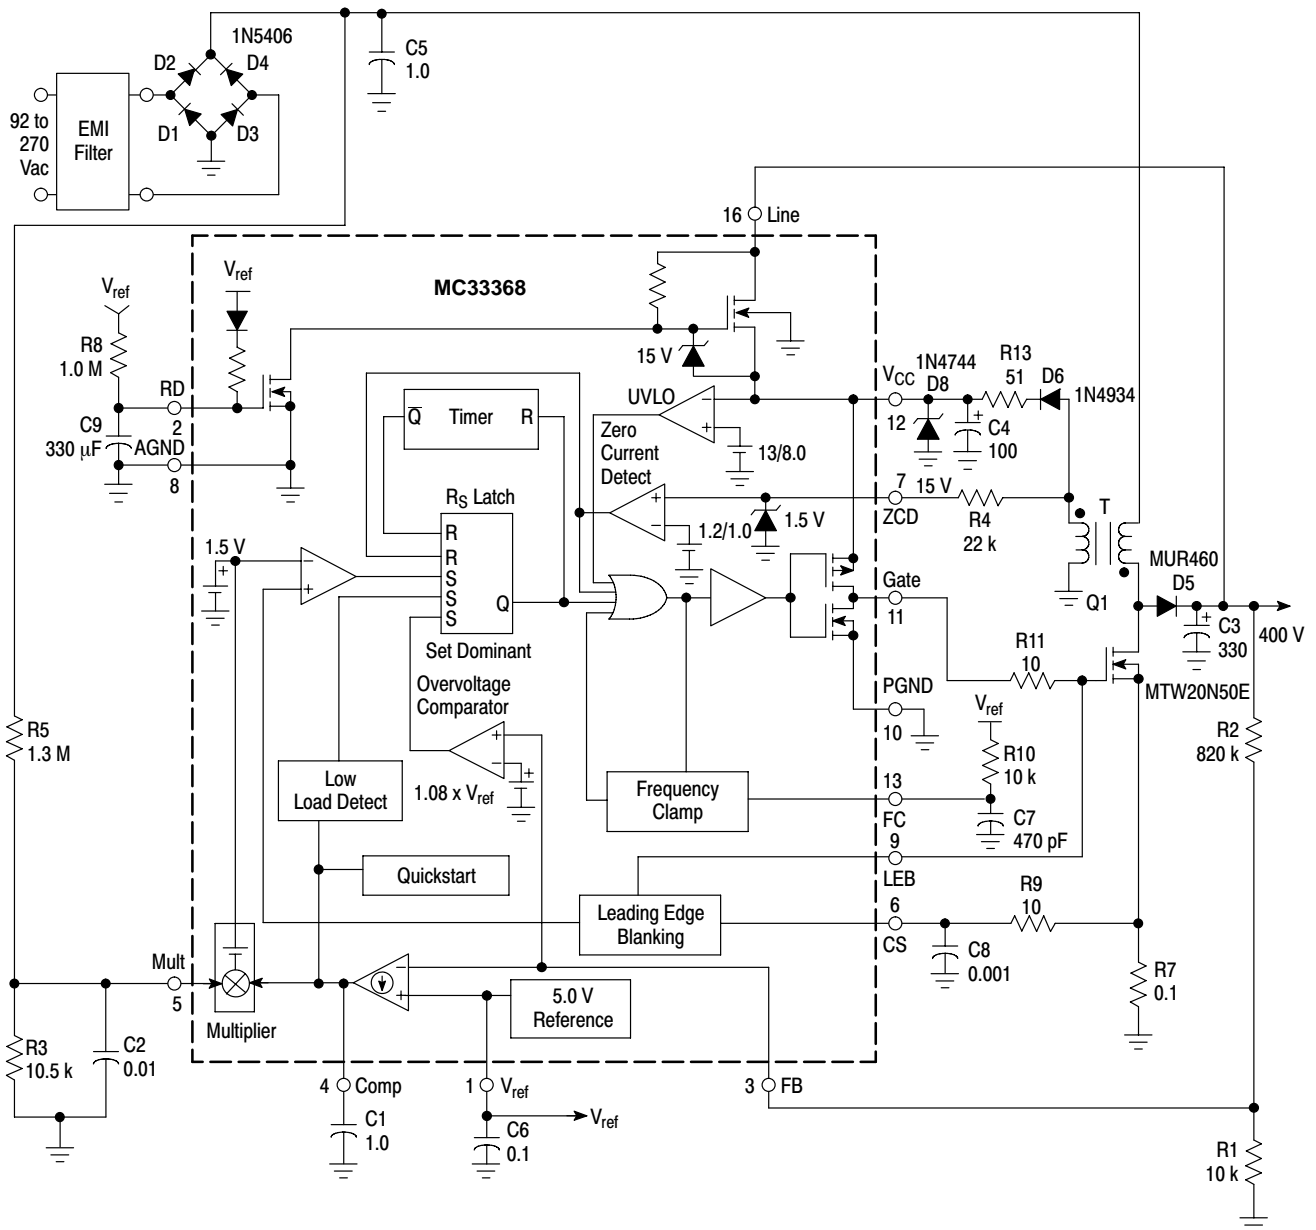 1N5406
C5
1.0
D2
D4
D1
D3
92 to
270
Vac
EMI
Filter
16
Line
MC33368
Vref
R8
1.0 M
C9
330 μF
RD
2
AGND
8
Vref
15 V
UVLO
13/8.0
VCC
12
1N4744
D8
R13
51
D6
1N4934
C4
100
Q
Timer
R
Zero
Current
Detect
7
15 V
ZCD
R4
22 k
T
1.2/1.0
1.5 V
RS Latch
R
R
S
S
S
Q
Set Dominant
1.5 V
MUR460
D5
Q1
C3
330
400 V
Gate
11
R11
10
MTW20N50E
PGND
10
Vref
R10
10 k
R2
820 k
R5
1.3 M
Overvoltage
Comparator
1.08 x Vref
Low
Load Detect
Frequency
Clamp
13
FC
C7
470 pF
9
LEB
Quickstart
Leading Edge
Blanking
6
CS
R9
10
C8
0.001
R7
0.1
Mult
5
Multiplier
5.0 V
Reference
R3
10.5 k
C2
0.01
4
Comp
1
Vref
3
FB
C1
1.0
C6
0.1
Vref
R1
10 k